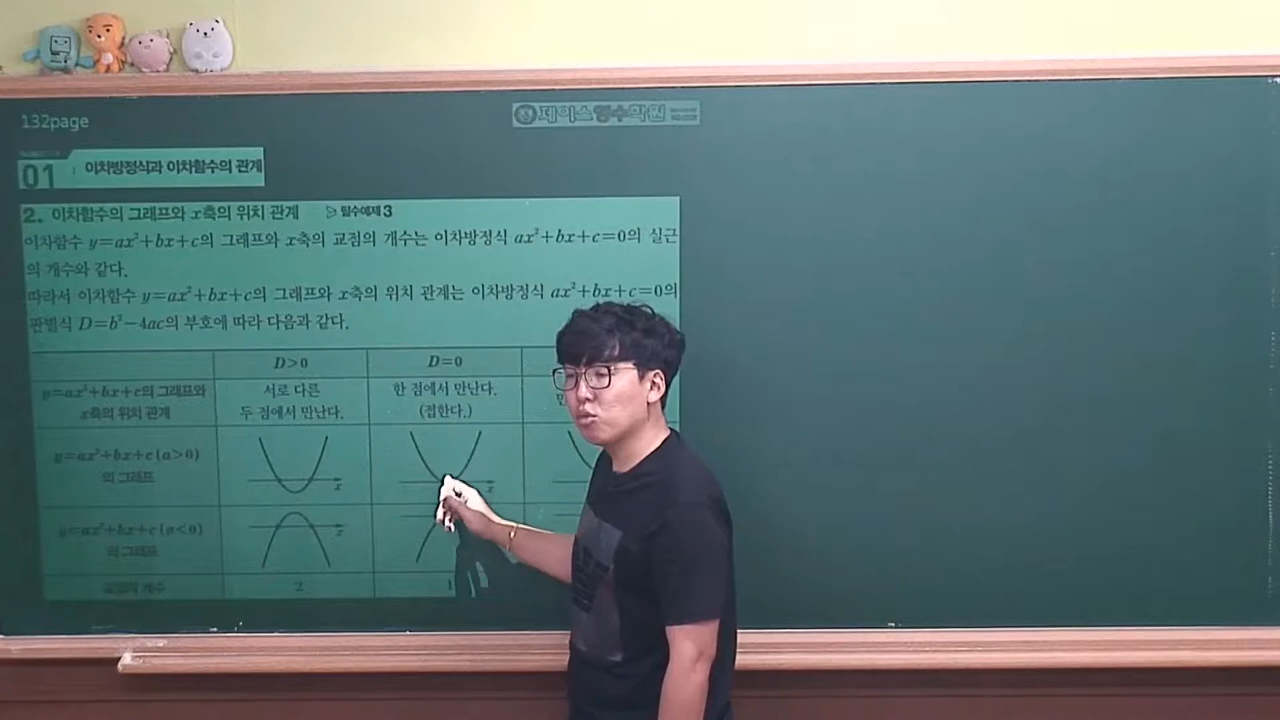 132page
제이스영수학원
01 이차방정식과 이차함수의 관계
2. 이차함수의 그래프와 x축의 위치 관계 ▷ 필수예제 3
이차함수 y=ax²+bx+c의 그래프와 x축의 교점의 개수는 이차방정식 ax²+bx+c=0의 실근
의 개수와 같다.
따라서 이차함수 y=ax²+bx+c의 그래프와 x축의 위치 관계는 이차방정식 ax²+bx+c=0의
판별식 D=b²-4ac의 부호에 따라 다음과 같다.
D>0 D=0
y=ax²+bx+c의 그래프와 서로 다른 한 점에서 만난다.
x축의 위치 관계 두 점에서 만난다. (접한다.)
y=ax²+bx+c (a>0)
의 그래프 x x
y=ax²+bx+c (a<0)
의 그래프 x
교점의 개수 2 1